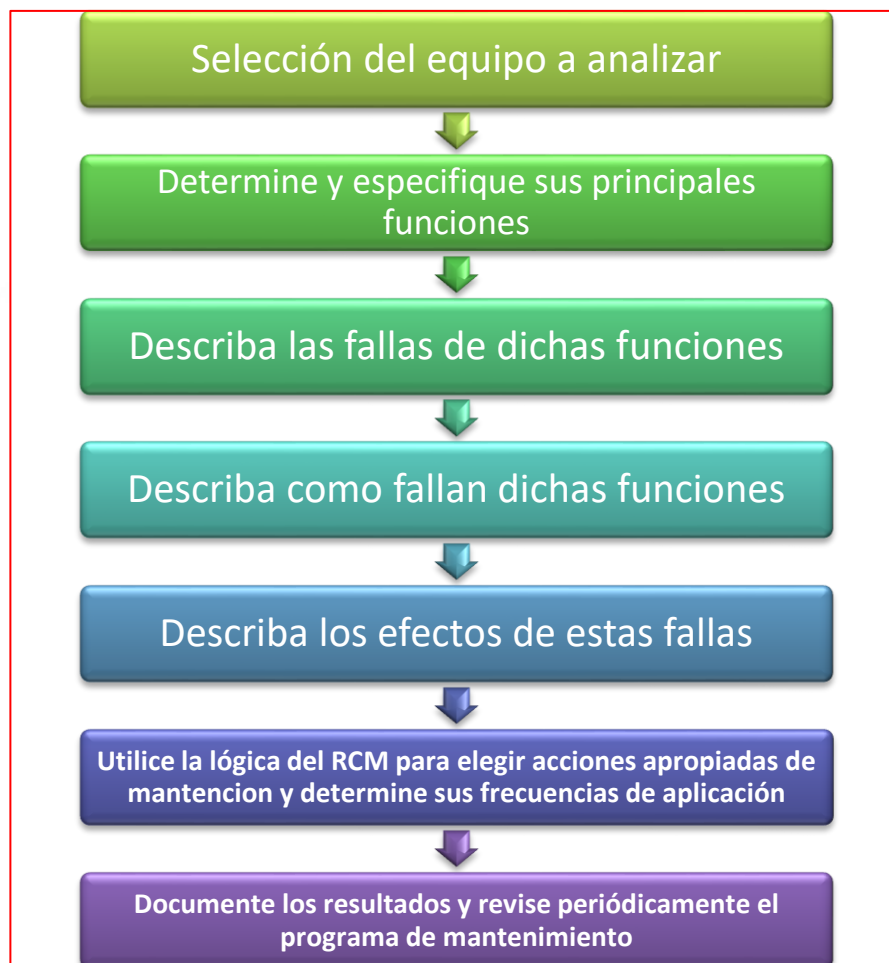 Selección del equipo a analizar
Determine y especifique sus principales
funciones
Describa las fallas de dichas funciones
Describa como fallan dichas funciones
Describa los efectos de estas fallas
Utilice la lógica del RCM para elegir acciones apropiadas de
mantencion y determine sus frecuencias de aplicación
Documente los resultados y revise periódicamente el
programa de mantenimiento